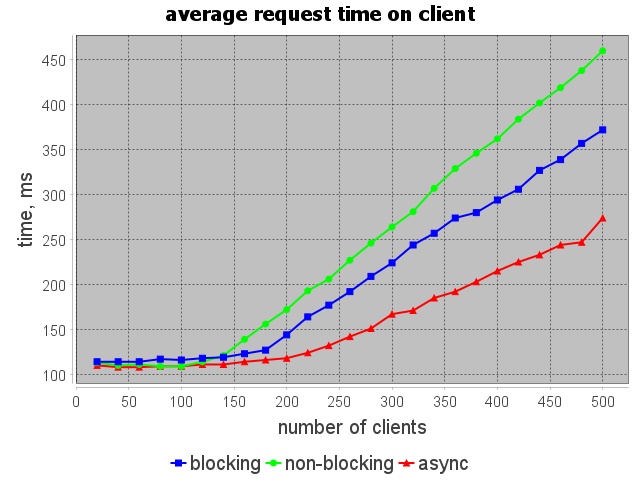 average request time on client
450
400
350
300
250
200
150
100
time, ms
0 50 100 150 200 250 300 350 400 450 500
number of clients
blocking non-blocking async